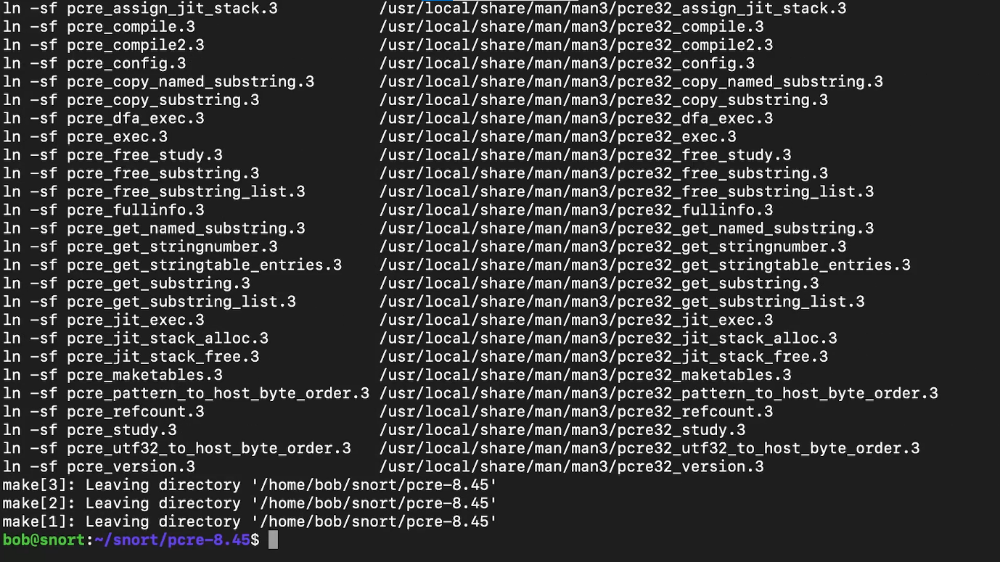 ln -sf pcre_assign_jit_stack.3           /usr/local/share/man/man3/pcre32_assign_jit_stack.3
ln -sf pcre_compile.3                    /usr/local/share/man/man3/pcre32_compile.3
ln -sf pcre_compile2.3                   /usr/local/share/man/man3/pcre32_compile2.3
ln -sf pcre_config.3                     /usr/local/share/man/man3/pcre32_config.3
ln -sf pcre_copy_named_substring.3       /usr/local/share/man/man3/pcre32_copy_named_substring.3
ln -sf pcre_copy_substring.3             /usr/local/share/man/man3/pcre32_copy_substring.3
ln -sf pcre_dfa_exec.3                   /usr/local/share/man/man3/pcre32_dfa_exec.3
ln -sf pcre_exec.3                       /usr/local/share/man/man3/pcre32_exec.3
ln -sf pcre_free_study.3                 /usr/local/share/man/man3/pcre32_free_study.3
ln -sf pcre_free_substring.3             /usr/local/share/man/man3/pcre32_free_substring.3
ln -sf pcre_free_substring_list.3        /usr/local/share/man/man3/pcre32_free_substring_list.3
ln -sf pcre_fullinfo.3                   /usr/local/share/man/man3/pcre32_fullinfo.3
ln -sf pcre_get_named_substring.3        /usr/local/share/man/man3/pcre32_get_named_substring.3
ln -sf pcre_get_stringnumber.3           /usr/local/share/man/man3/pcre32_get_stringnumber.3
ln -sf pcre_get_stringtable_entries.3    /usr/local/share/man/man3/pcre32_get_stringtable_entries.3
ln -sf pcre_get_substring.3              /usr/local/share/man/man3/pcre32_get_substring.3
ln -sf pcre_get_substring_list.3         /usr/local/share/man/man3/pcre32_get_substring_list.3
ln -sf pcre_jit_exec.3                   /usr/local/share/man/man3/pcre32_jit_exec.3
ln -sf pcre_jit_stack_alloc.3            /usr/local/share/man/man3/pcre32_jit_stack_alloc.3
ln -sf pcre_jit_stack_free.3             /usr/local/share/man/man3/pcre32_jit_stack_free.3
ln -sf pcre_maketables.3                 /usr/local/share/man/man3/pcre32_maketables.3
ln -sf pcre_pattern_to_host_byte_order.3 /usr/local/share/man/man3/pcre32_pattern_to_host_byte_order.3
ln -sf pcre_refcount.3                   /usr/local/share/man/man3/pcre32_refcount.3
ln -sf pcre_study.3                      /usr/local/share/man/man3/pcre32_study.3
ln -sf pcre_utf32_to_host_byte_order.3   /usr/local/share/man/man3/pcre32_utf32_to_host_byte_order.3
ln -sf pcre_version.3                    /usr/local/share/man/man3/pcre32_version.3
make[3]: Leaving directory '/home/bob/snort/pcre-8.45'
make[2]: Leaving directory '/home/bob/snort/pcre-8.45'
make[1]: Leaving directory '/home/bob/snort/pcre-8.45'
bob@snort:~/snort/pcre-8.45$